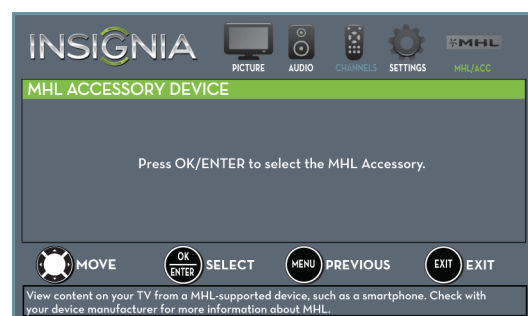 INSIGNIA
MHL
PICTURE AUDIO CHANNELS SETTINGS MHL/ACC
MHL ACCESSORY DEVICE
Press OK/ENTER to select the MHL Accessory.
MOVE OK ENTER SELECT MENU PREVIOUS EXIT EXIT
View content on your TV from a MHL-supported device, such as a smartphone. Check with
your device manufacturer for more information about MHL.